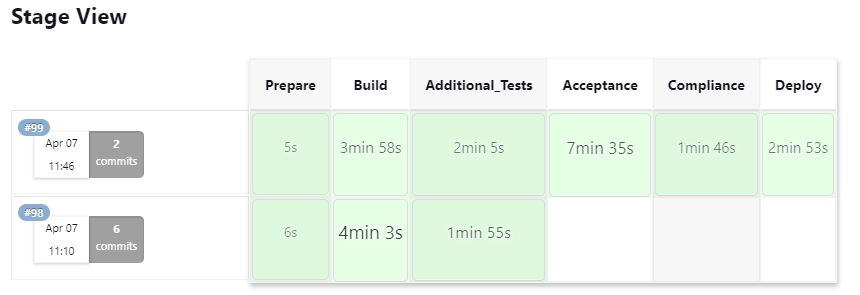 Stage View
Prepare Build Additional_Tests Acceptance Compliance Deploy
#99
Apr 07
11:46
2
commits
5s 3min 58s 2min 5s 7min 35s 1min 46s 2min 53s
#98
Apr 07
11:10
6
commits
6s 4min 3s 1min 55s